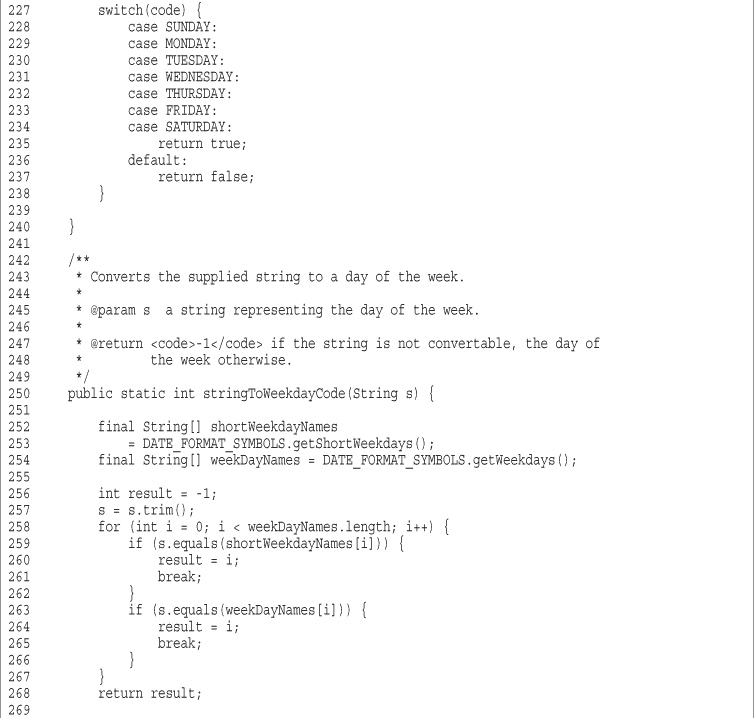 227         switch(code) {
228             case SUNDAY:
229             case MONDAY:
230             case TUESDAY:
231             case WEDNESDAY:
232             case THURSDAY:
233             case FRIDAY:
234             case SATURDAY:
235                 return true;
236             default:
237                 return false;
238         }
239
240     }
241
242     /**
243      * Converts the supplied string to a day of the week.
244      *
245      * @param s  a string representing the day of the week.
246      *
247      * @return <code>-1</code> if the string is not convertable, the day of
248      *         the week otherwise.
249      */
250     public static int stringToWeekdayCode(String s) {
251
252         final String[] shortWeekdayNames
253             = DATE_FORMAT_SYMBOLS.getShortWeekdays();
254         final String[] weekDayNames = DATE_FORMAT_SYMBOLS.getWeekdays();
255
256         int result = -1;
257         s = s.trim();
258         for (int i = 0; i < weekDayNames.length; i++) {
259             if (s.equals(shortWeekdayNames[i])) {
260                 result = i;
261                 break;
262             }
263             if (s.equals(weekDayNames[i])) {
264                 result = i;
265                 break;
266             }
267         }
268         return result;
269